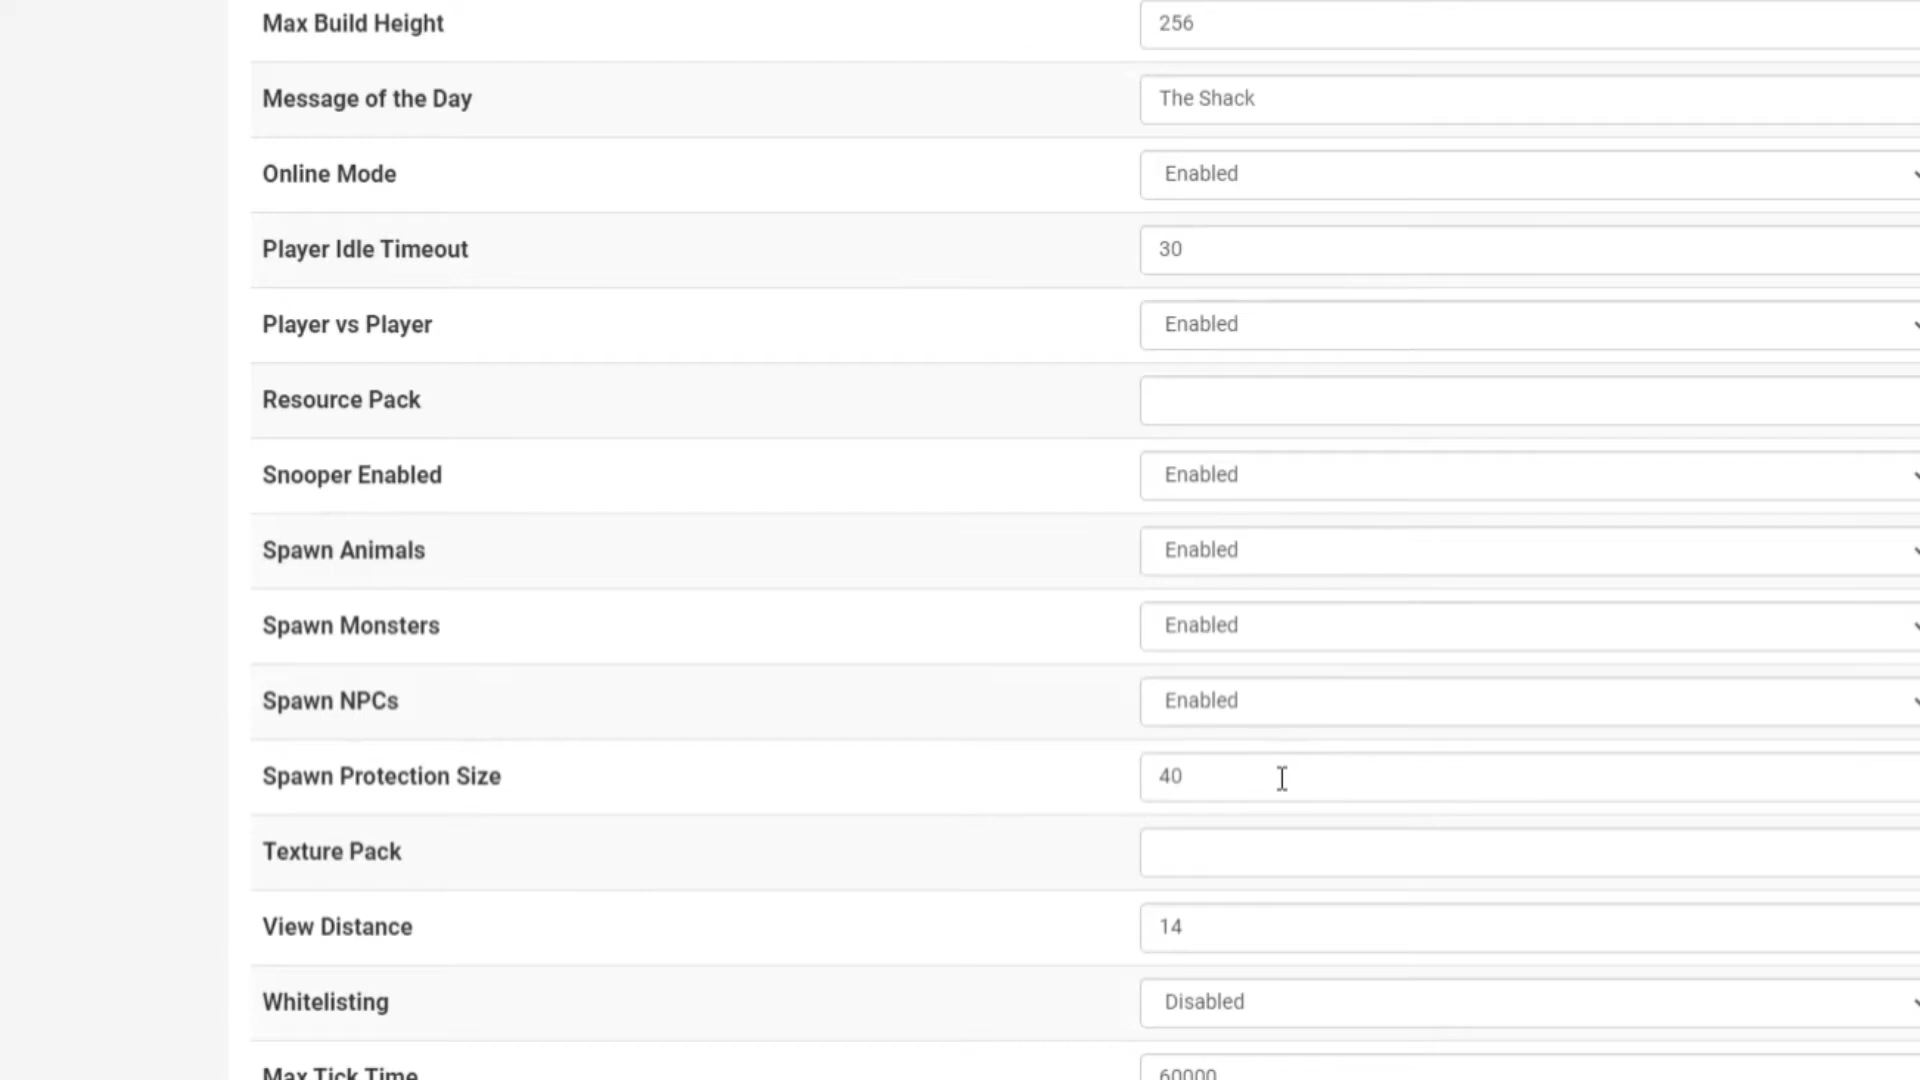 Max Build Height 256
Message of the Day The Shack
Online Mode Enabled
Player Idle Timeout 30
Player vs Player Enabled
Resource Pack
Snooper Enabled Enabled
Spawn Animals Enabled
Spawn Monsters Enabled
Spawn NPCs Enabled
Spawn Protection Size 40
Texture Pack
View Distance 14
Whitelisting Disabled
Max Tick Time 60000